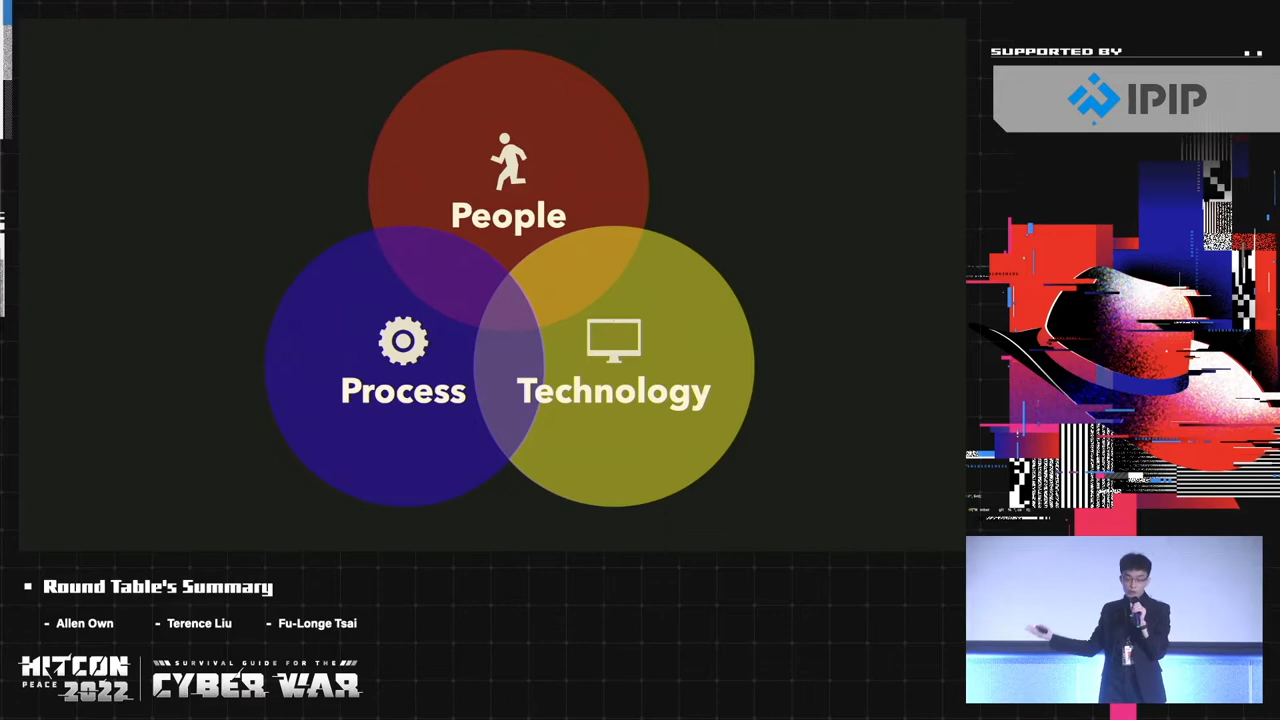 People
Process
Technology
SUPPORTED BY
IPIP
Round Table's Summary
- Allen Own
- Terence Liu
- Fu-Longe Tsai
HITCON
PEACE 2022
SURVIVAL GUIDE FOR THE
CYBER WAR